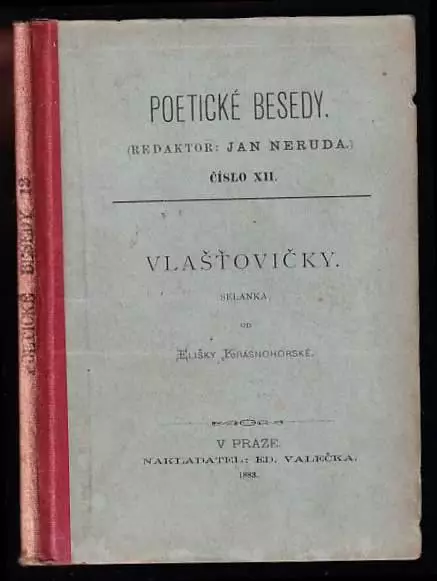 POETICKÉ BESEDY.
(REDAKTOR: JAN NERUDA.)
ČÍSLO XII.
VLAŠŤOVIČKY.
SELANKA
OD
ELIŠKY KRÁSNOHORSKÉ.
V PRAZE.
NAKLADATEL: ED. VALEČKA.
1883.
POETICKÉ BESEDY 12